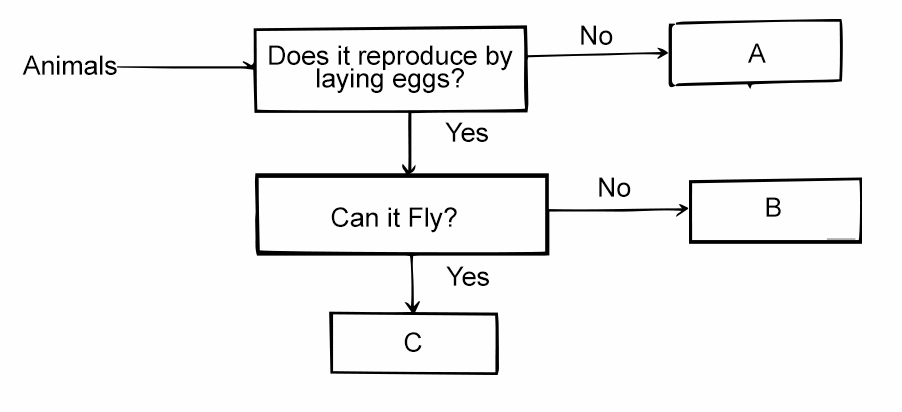 Animals
Does it reproduce by
laying eggs?
No
A
Yes
Can it Fly?
No
B
Yes
C